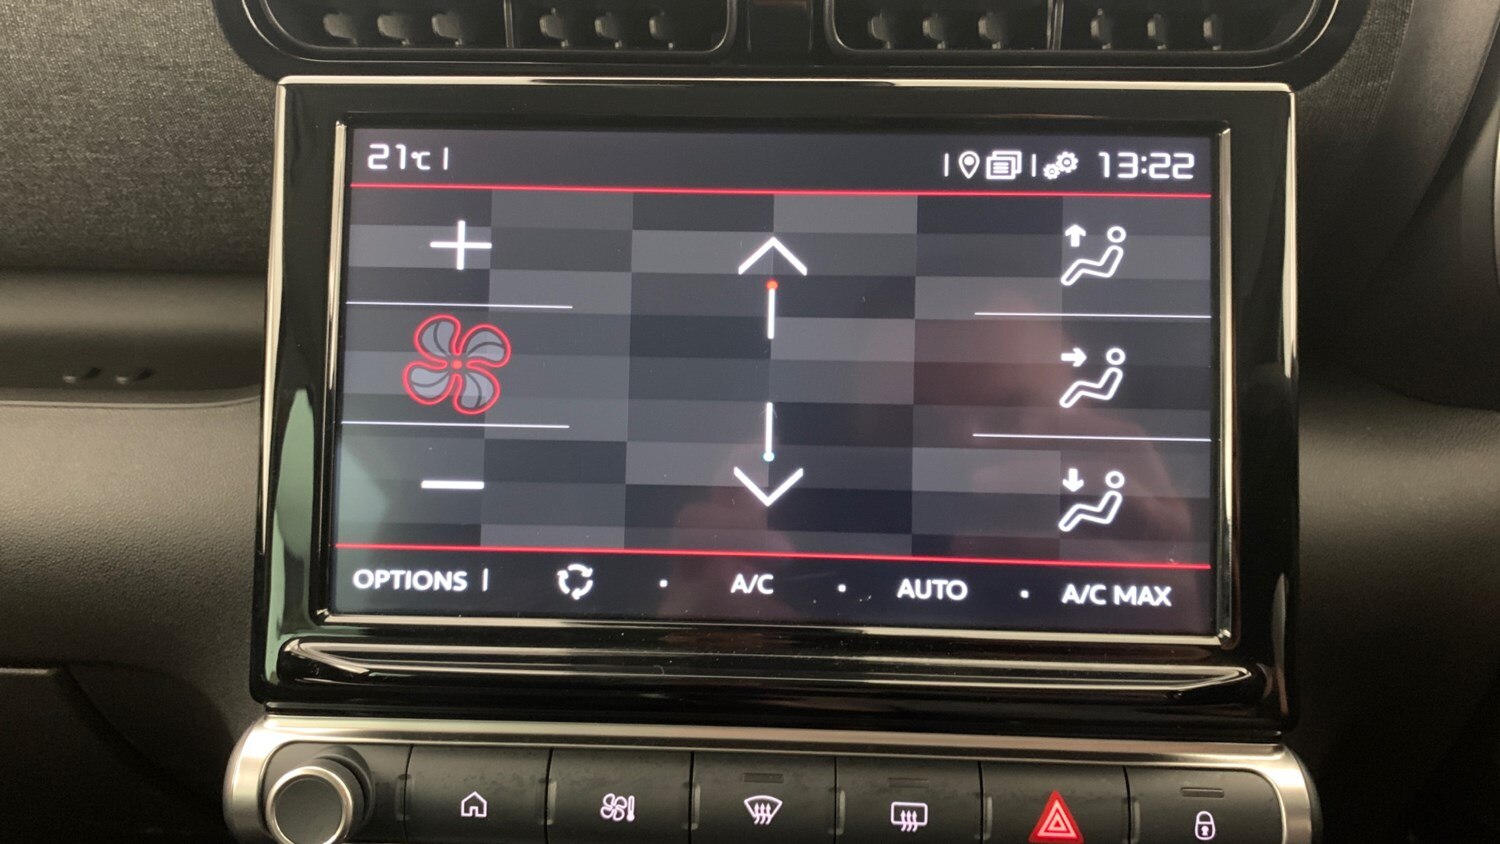 21°C
13:22
OPTIONS A/C AUTO A/C MAX